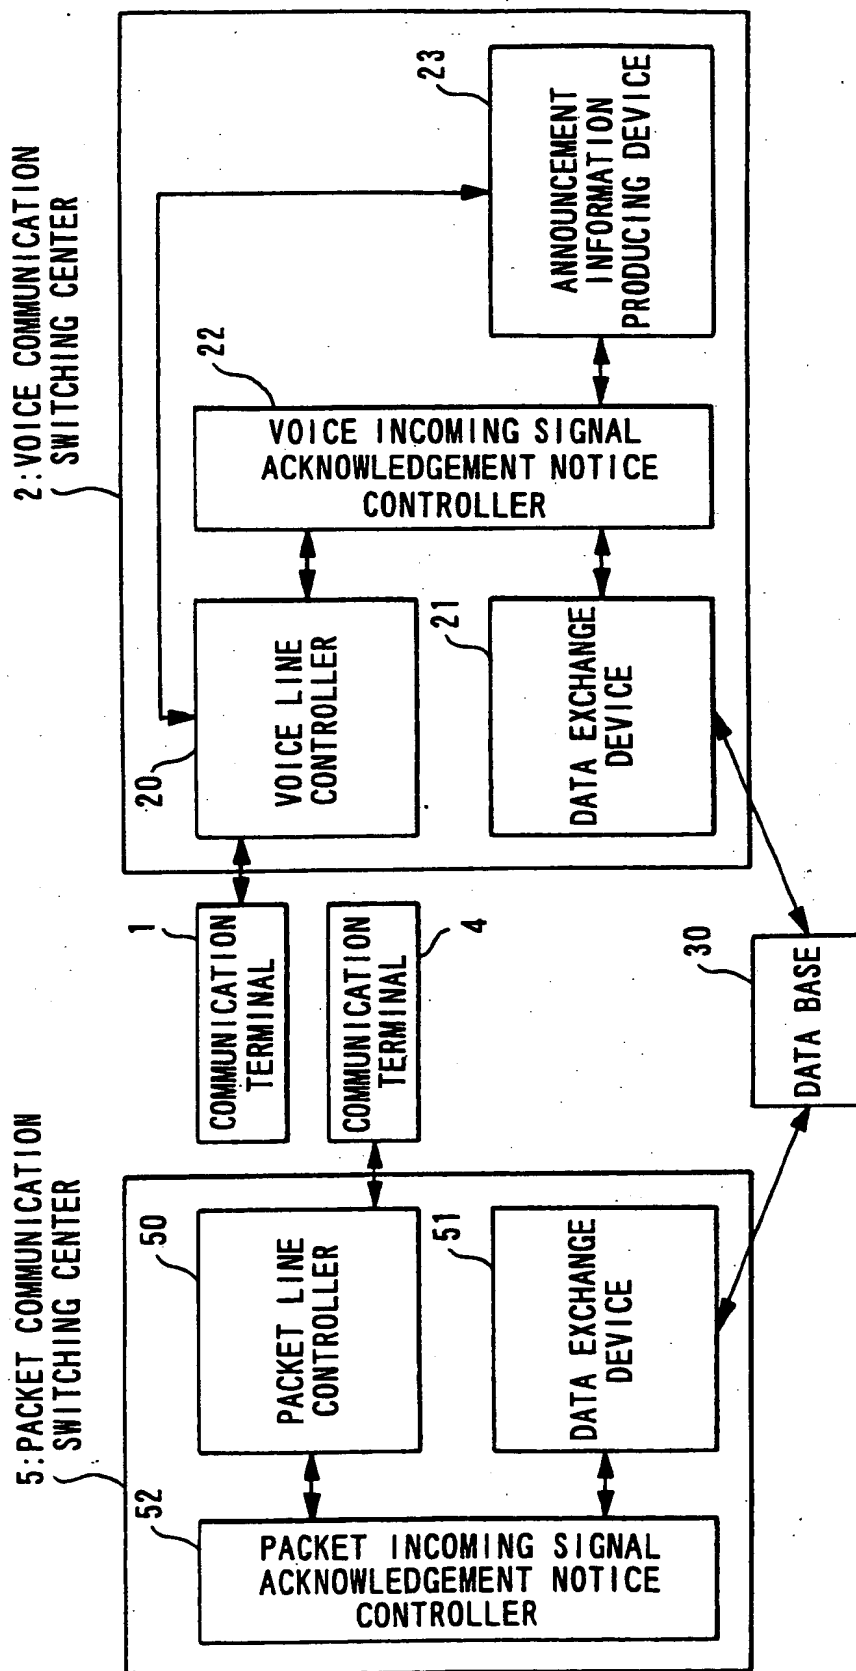 5:PACKET COMMUNICATION
SWITCHING CENTER
52
PACKET INCOMING SIGNAL
ACKNOWLEDGEMENT NOTICE
CONTROLLER
50
PACKET LINE
CONTROLLER
51
DATA EXCHANGE
DEVICE
1
COMMUNICATION
TERMINAL
COMMUNICATION
TERMINAL
4
30
DATA BASE
2:VOICE COMMUNICATION
SWITCHING CENTER
20
VOICE LINE
CONTROLLER
21
DATA EXCHANGE
DEVICE
22
VOICE INCOMING SIGNAL
ACKNOWLEDGEMENT NOTICE
CONTROLLER
23
ANNOUNCEMENT
INFORMATION
PRODUCING DEVICE